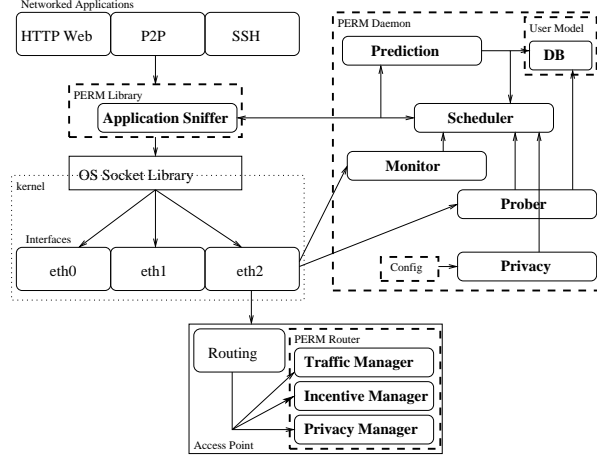 Networked Applications
HTTP Web
P2P
SSH
PERM Library
Application Sniffer
OS Socket Library
kernel
Interfaces
eth0
eth1
eth2
PERM Daemon
Prediction
User Model
DB
Scheduler
Monitor
Prober
Config
Privacy
Routing
PERM Router
Traffic Manager
Incentive Manager
Privacy Manager
Access Point